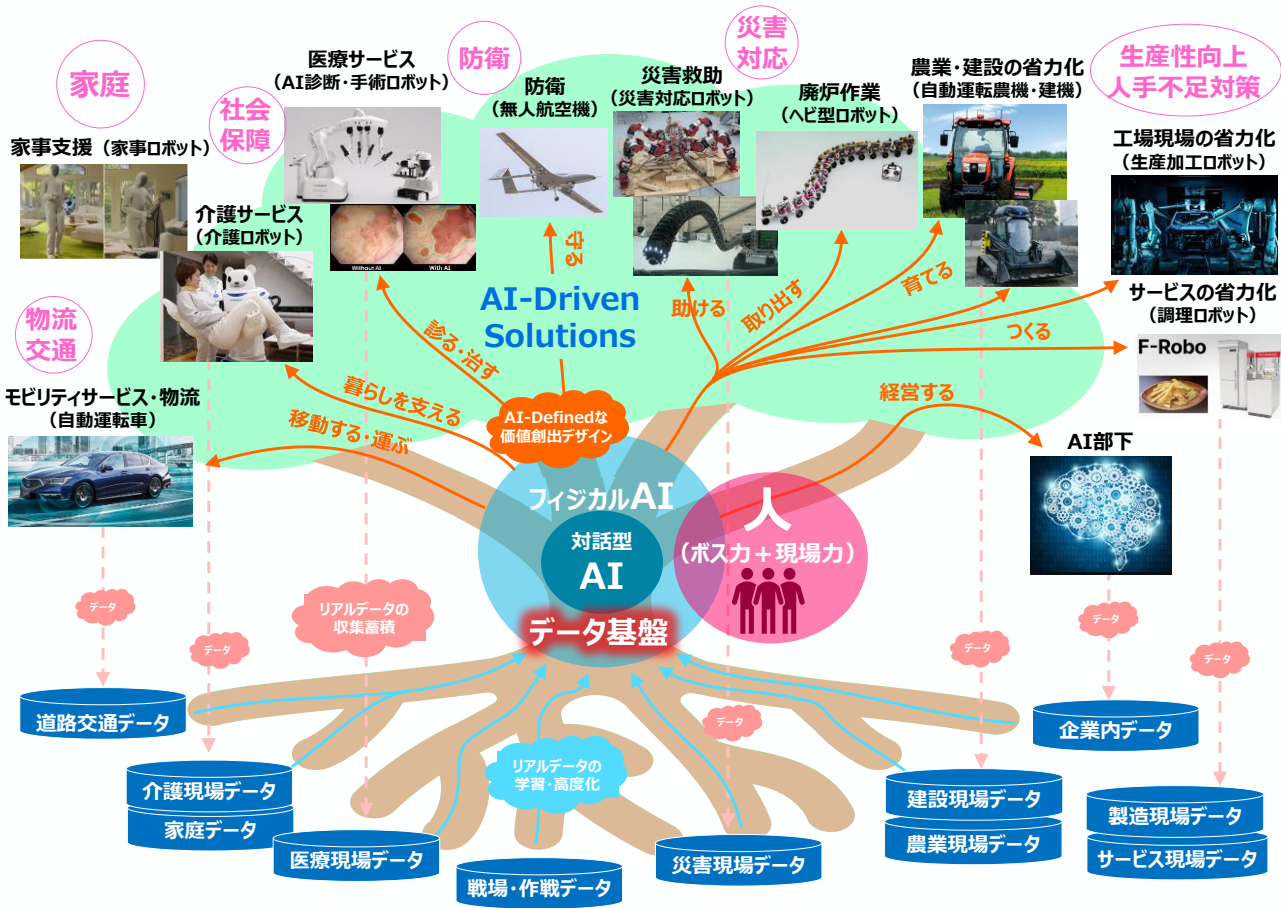 家庭
社会
保障
医療サービス
(AI診断・手術ロボット)
防衛
防衛
(無人航空機)
災害
対応
災害救助
(災害対応ロボット)
廃炉作業
(ヘビ型ロボット)
農業・建設の省力化
(自動運転農機・建機)
生産性向上
人手不足対策
家事支援(家事ロボット)
工場現場の省力化
(生産加工ロボット)
介護サービス
(介護ロボット)
Without AI
With AI
守る
AI-Driven
Solutions
助ける
取り出す
育てる
つくる
サービスの省力化
(調理ロボット)
F-Robo
物流
交通
モビリティサービス・物流
(自動運転車)
診る・治す
暮らしを支える
移動する・運ぶ
AI-Definedな
価値創出デザイン
経営する
AI部下
フィジカルAI
対話型
AI
人
(ボス力+現場力)
データ基盤
データ
データ
リアルデータの
収集蓄積
データ
データ
データ
データ
リアルデータの
学習・高度化
道路交通データ
介護現場データ
家庭データ
医療現場データ
戦場・作戦データ
災害現場データ
建設現場データ
農業現場データ
企業内データ
製造現場データ
サービス現場データ